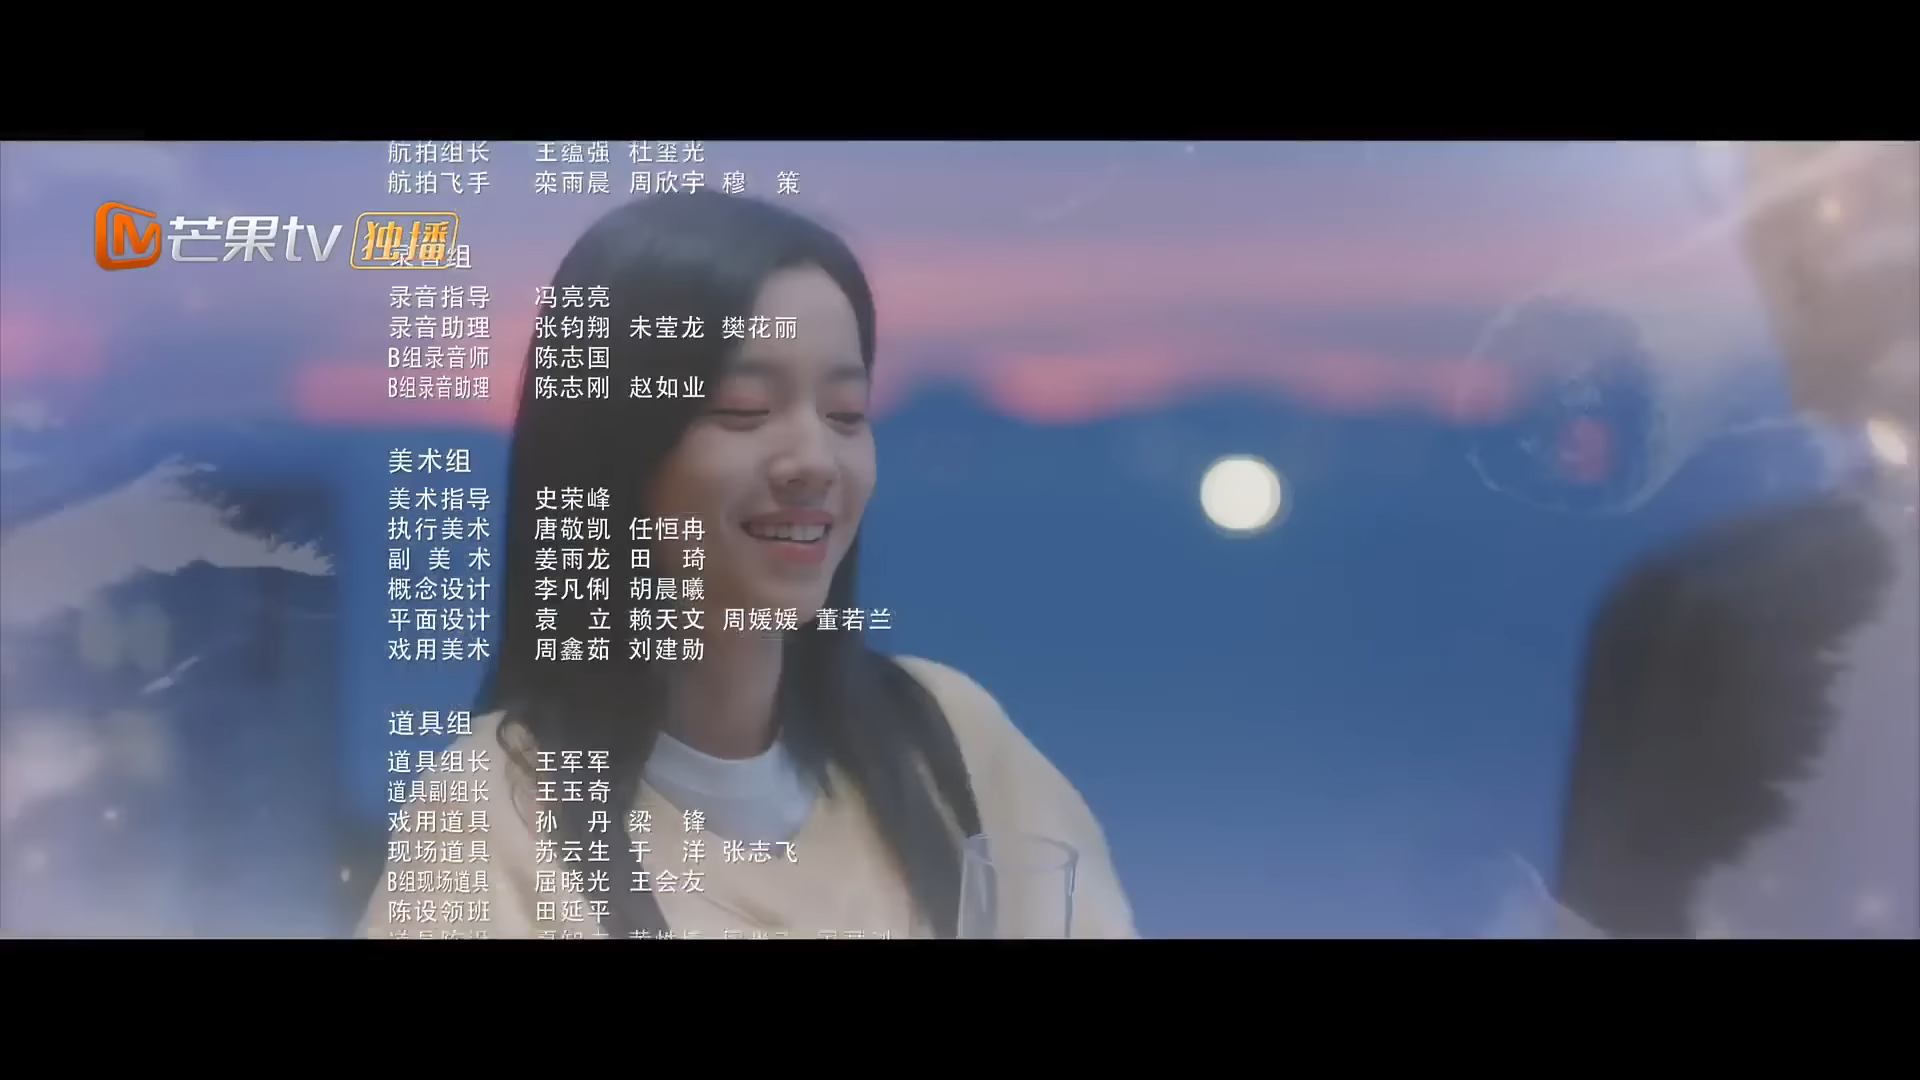 航拍组长 王蕴强 杜玺光
航拍飞手 栾雨晨 周欣宇 穆 策
芒果tv 独播
录音组
录音指导 冯亮亮
录音助理 张钧翔 未莹龙 樊花丽
B组录音师 陈志国
B组录音助理 陈志刚 赵如业
美术组
美术指导 史荣峰
执行美术 唐敬凯 任恒冉
副 美 术 姜雨龙 田 琦
概念设计 李凡俐 胡晨曦
平面设计 袁 立 赖天文 周媛媛 董若兰
戏用美术 周鑫茹 刘建勋
道具组
道具组长 王军军
道具副组长 王玉奇
戏用道具 孙 丹 梁 锋
现场道具 苏云生 于 洋 张志飞
B组现场道具 屈晓光 王会友
陈设领班 田延平